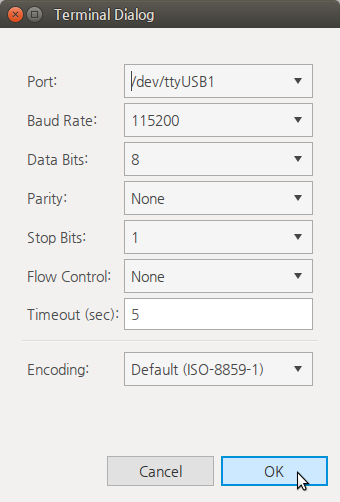 Terminal Dialog
Port: /dev/ttyUSB1
Baud Rate: 115200
Data Bits: 8
Parity: None
Stop Bits: 1
Flow Control: None
Timeout (sec): 5
Encoding: Default (ISO-8859-1)
Cancel OK